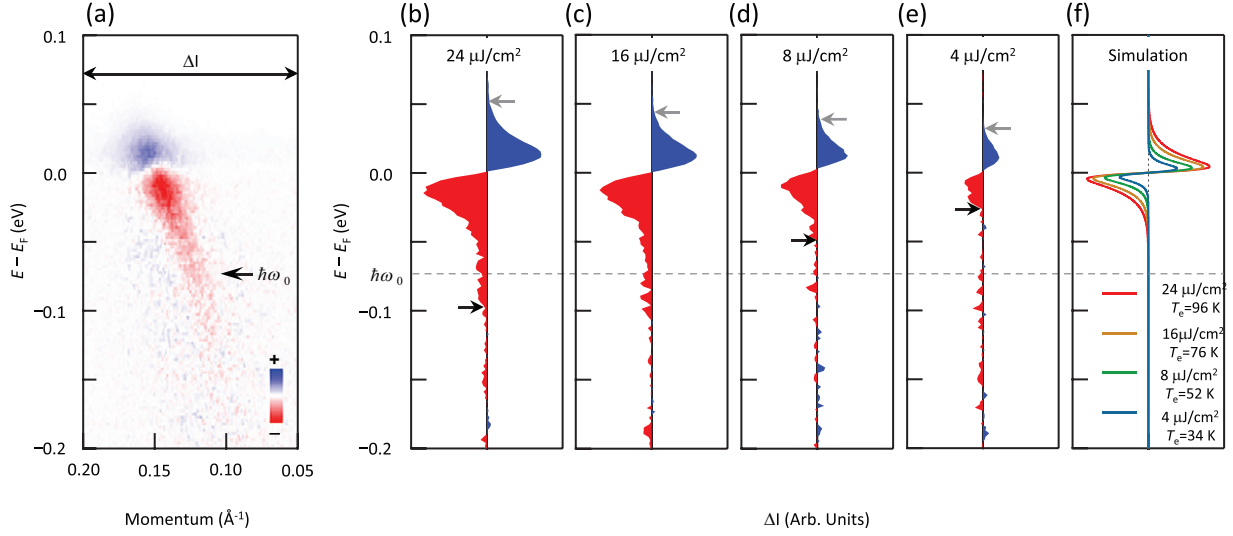 (a)
(b)
(c)
(d)
(e)
(f)
0.1
0.0
−0.1
−0.2
E − E_F (eV)
ΔI
ħω₀
+
−
0.20
0.15
0.10
0.05
Momentum (Å⁻¹)
0.1
0.0
−0.1
−0.2
E − E_F (eV)
ħω₀
24 μJ/cm²
16 μJ/cm²
8 μJ/cm²
4 μJ/cm²
Simulation
24 μJ/cm²
Tₑ=96 K
16μJ/cm²
Tₑ=76 K
8 μJ/cm²
Tₑ=52 K
4 μJ/cm²
Tₑ=34 K
ΔI (Arb. Units)